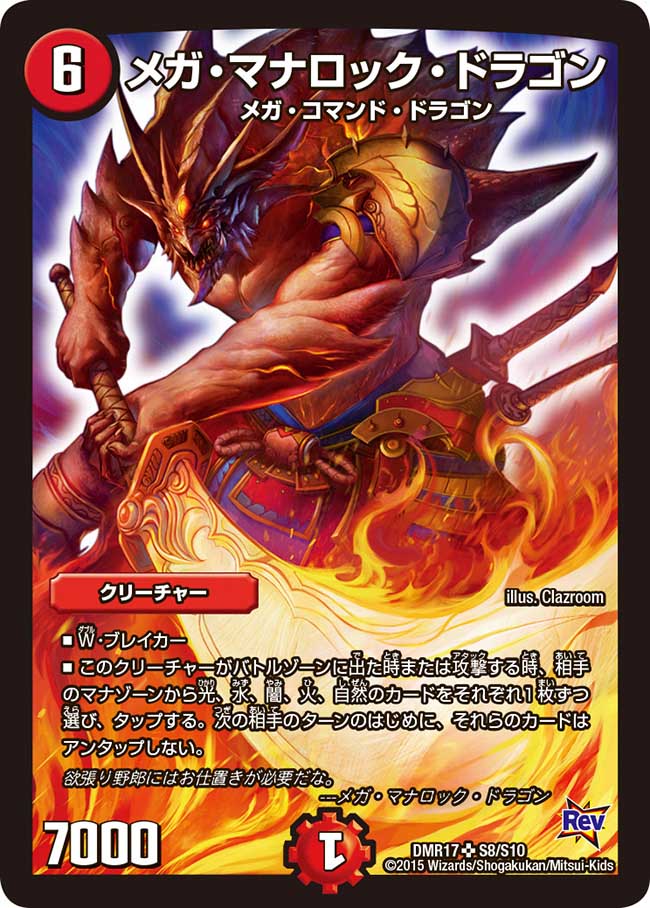 6
メガ・マナロック・ドラゴン
メガ・コマンド・ドラゴン
クリーチャー
illus. Clazroom
■W・ブレイカー
■このクリーチャーがバトルゾーンに出た時または攻撃する時、相手
のマナゾーンから光、水、闇、火、自然のカードをそれぞれ1枚ずつ
選び、タップする。次の相手のターンのはじめに、それらのカードは
アンタップしない。
欲張り野郎にはお仕置きが必要だな。
---メガ・マナロック・ドラゴン
7000
1
Rev
DMR17 S8/S10
©2015 Wizards/Shogakukan/Mitsui-Kids